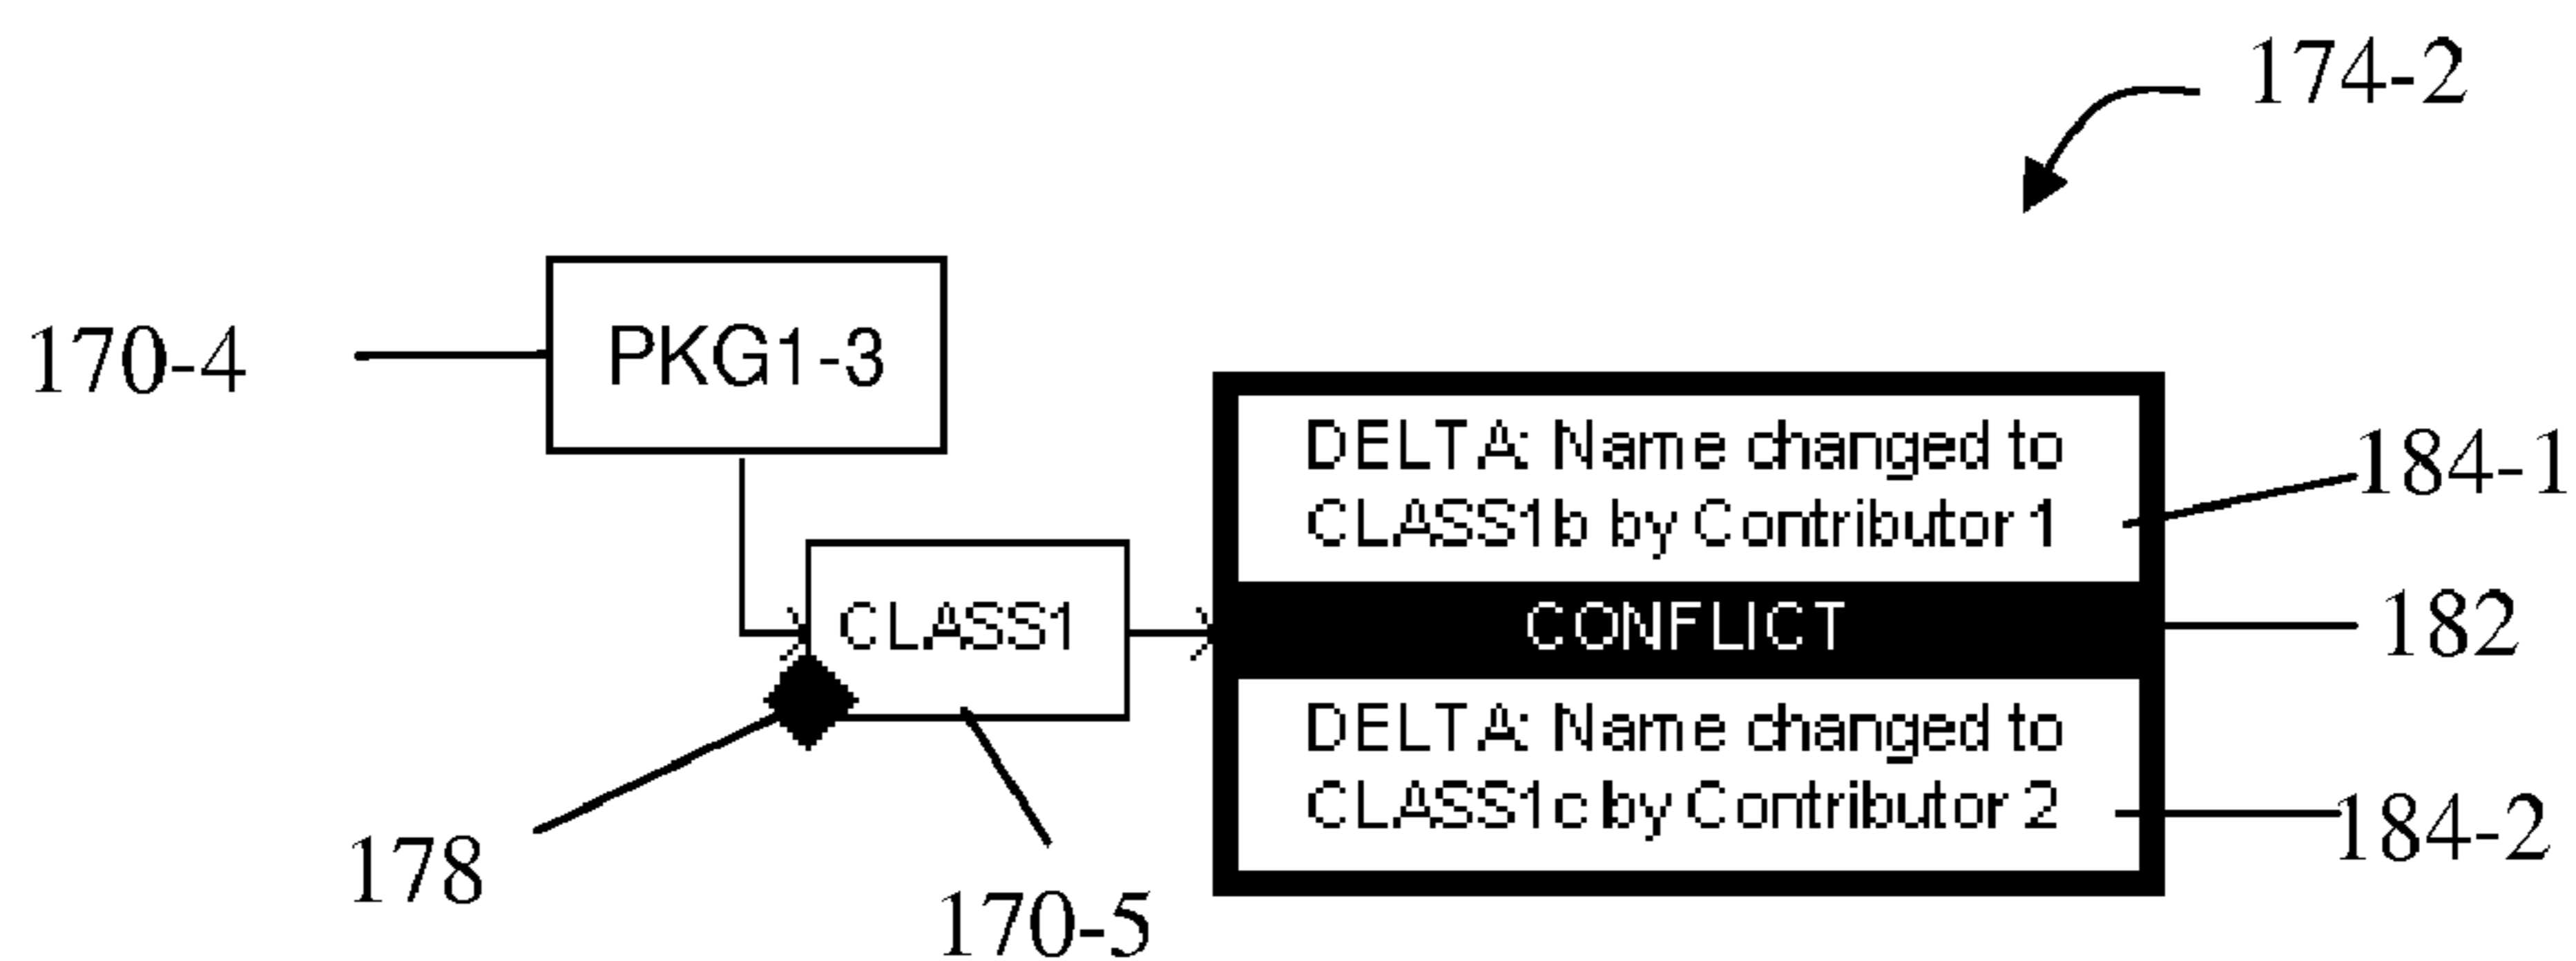 174-2
170-4
PKG1-3
DELTA: Name changed to
CLASS1b by Contributor 1
184-1
CLASS1
CONFLICT
182
DELTA: Name changed to
CLASS1c by Contributor 2
184-2
178
170-5